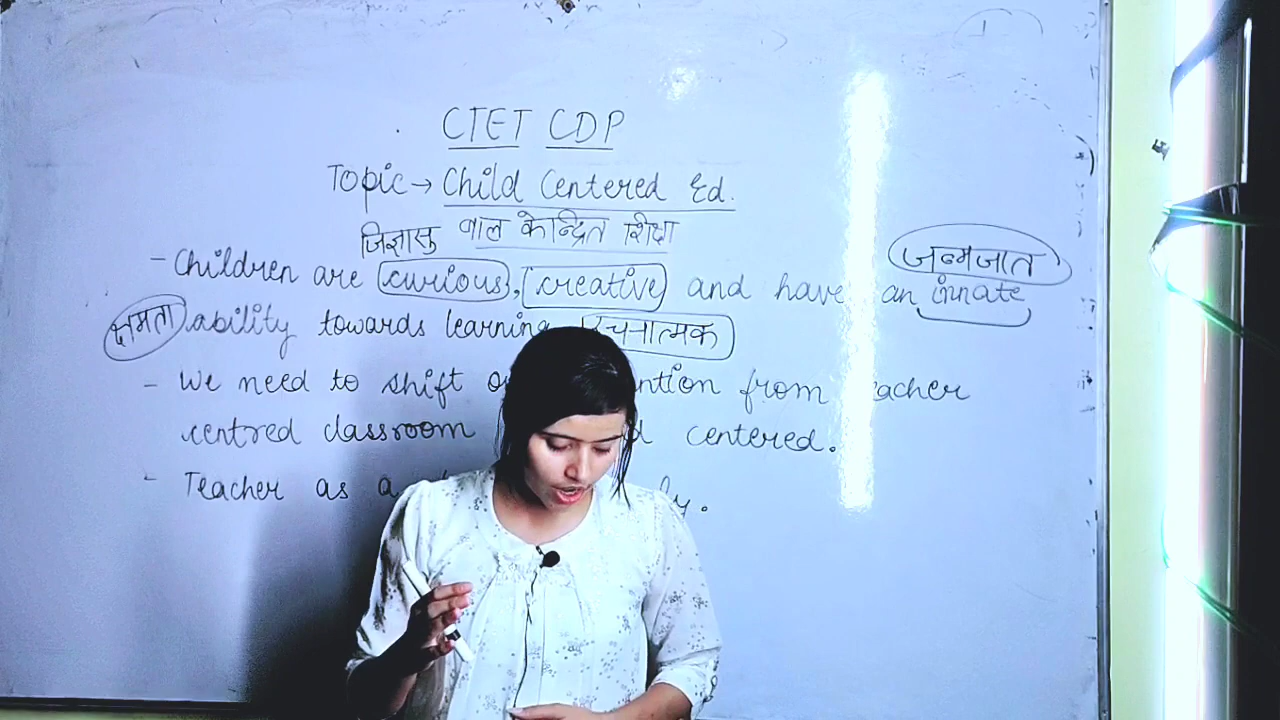 CTET CDP
Topic → Child Centered Ed.
जिज्ञासु बाल केन्द्रित शिक्षा
जन्मजात
- Children are curious, creative and have an innate
क्षमता ability towards learning रचनात्मक
- We need to shift from
centred classroom centered.
- Teacher as a